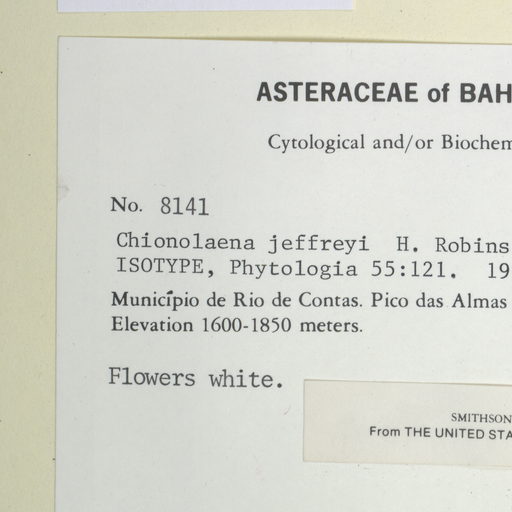 ASTERACEAE of BAH
Cytological and/or Biochem
No. 8141
Chionolaena jeffreyi H. Robins
ISOTYPE, Phytologia 55:121. 19
Município de Rio de Contas. Pico das Almas
Elevation 1600-1850 meters.
Flowers white.
SMITHSON
From THE UNITED STA